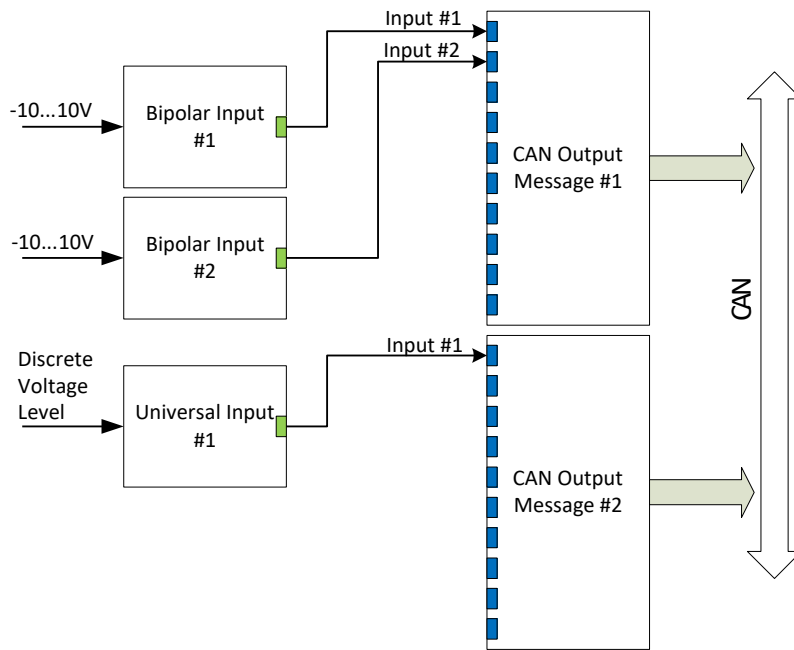 Input #1
Input #2
-10...10V
Bipolar Input
#1
CAN Output
Message #1
-10...10V
Bipolar Input
#2
CAN
Input #1
Discrete
Voltage
Level
Universal Input
#1
CAN Output
Message #2